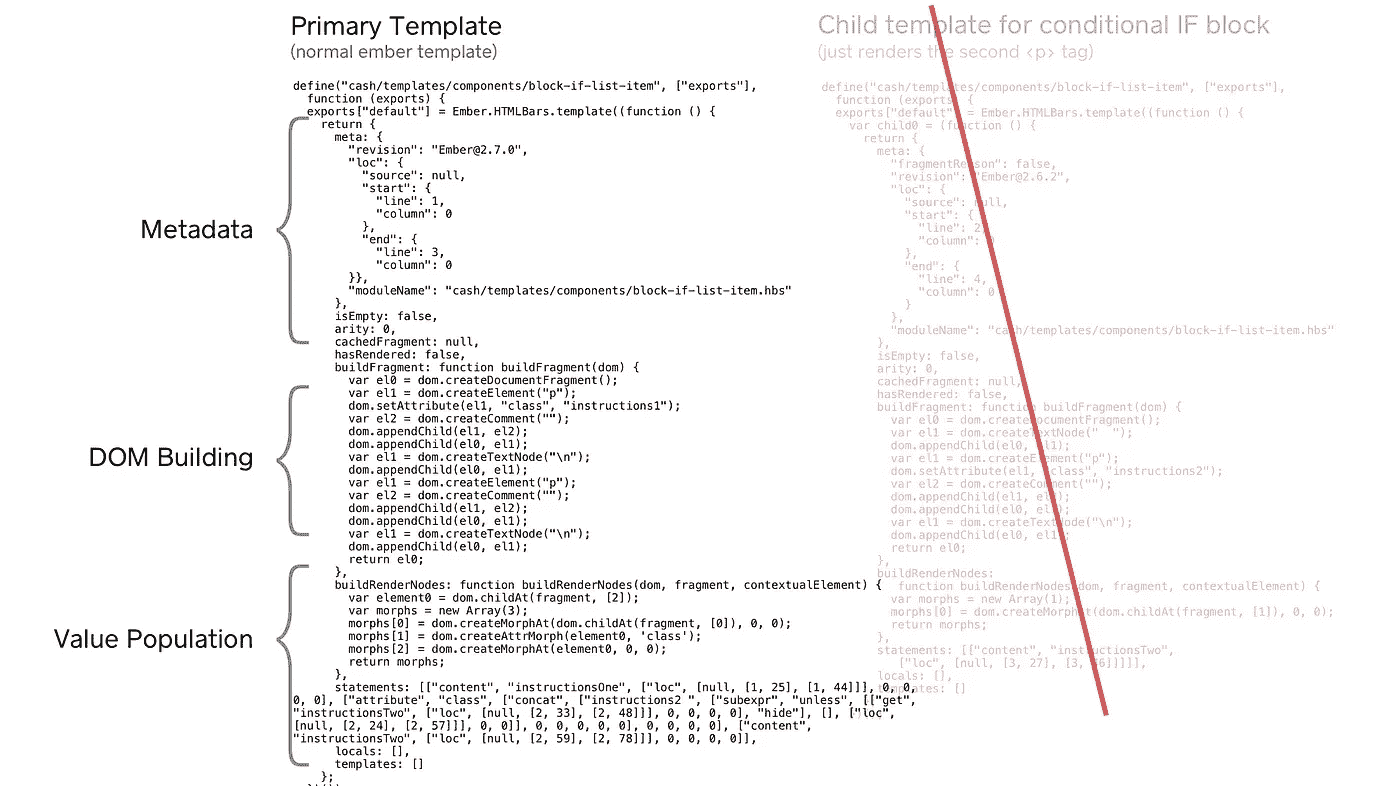 Primary Template
(normal ember template)
define("cash/templates/components/block-if-list-item", ["exports"],
function (exports) {
exports["default"] = Ember.HTMLBars.template((function () {
return {
meta: {
"revision": "Ember@2.7.0",
"loc": {
"source": null,
"start": {
"line": 1,
"column": 0
},
"end": {
"line": 3,
"column": 0
}},
"moduleName": "cash/templates/components/block-if-list-item.hbs"
},
isEmpty: false,
arity: 0,
cachedFragment: null,
hasRendered: false,
buildFragment: function buildFragment(dom) {
var el0 = dom.createDocumentFragment();
var el1 = dom.createElement("p");
dom.setAttribute(el1, "class", "instructions1");
var el2 = dom.createComment("");
dom.appendChild(el1, el2);
dom.appendChild(el0, el1);
var el1 = dom.createTextNode("\n");
dom.appendChild(el0, el1);
var el1 = dom.createElement("p");
var el2 = dom.createComment("");
dom.appendChild(el1, el2);
dom.appendChild(el0, el1);
var el1 = dom.createTextNode("\n");
dom.appendChild(el0, el1);
return el0;
},
buildRenderNodes: function buildRenderNodes(dom, fragment, contextualElement) {
var element0 = dom.childAt(fragment, [2]);
var morphs = new Array(3);
morphs[0] = dom.createMorphAt(dom.childAt(fragment, [0]), 0, 0);
morphs[1] = dom.createAttrMorph(element0, 'class');
morphs[2] = dom.createMorphAt(element0, 0, 0);
return morphs;
},
statements: [["content", "instructionsOne", ["loc", [null, [1, 25], [1, 44]]], 0, 0,
0, 0], ["attribute", "class", ["concat", ["instructions2 ", ["subexpr", "unless", [["get",
"instructionsTwo", ["loc", [null, [2, 33], [2, 48]]], 0, 0, 0, 0], "hide"], [], ["loc",
[null, [2, 24], [2, 57]]], 0, 0]], 0, 0, 0, 0, 0], 0, 0, 0, 0], ["content",
"instructionsTwo", ["loc", [null, [2, 59], [2, 78]]], 0, 0, 0, 0]],
locals: [],
templates: []
};
Metadata
DOM Building
Value Population
Child template for conditional IF block
(just renders the second <p> tag)
define("cash/templates/components/block-if-list-item", ["exports"],
function (exports) {
exports["default"] = Ember.HTMLBars.template((function () {
var child0 = (function () {
return {
meta: {
"fragmentReason": false,
"revision": "Ember@2.6.2",
"loc": {
"source": null,
"start": {
"line": 2,
"column": 0
},
"end": {
"line": 4,
"column": 0
}
},
"moduleName": "cash/templates/components/block-if-list-item.hbs"
},
isEmpty: false,
arity: 0,
cachedFragment: null,
hasRendered: false,
buildFragment: function buildFragment(dom) {
var el0 = dom.createDocumentFragment();
var el1 = dom.createTextNode("  ");
dom.appendChild(el0, el1);
var el1 = dom.createElement("p");
dom.setAttribute(el1, "class", "instructions2");
var el2 = dom.createComment("");
dom.appendChild(el1, el2);
dom.appendChild(el0, el1);
var el1 = dom.createTextNode("\n");
dom.appendChild(el0, el1);
return el0;
},
buildRenderNodes:
function buildRenderNodes(dom, fragment, contextualElement) {
var morphs = new Array(1);
morphs[0] = dom.createMorphAt(dom.childAt(fragment, [1]), 0, 0);
return morphs;
},
statements: [["content", "instructionsTwo",
["loc", [null, [3, 27], [3, 46]]]]],
locals: [],
templates: []